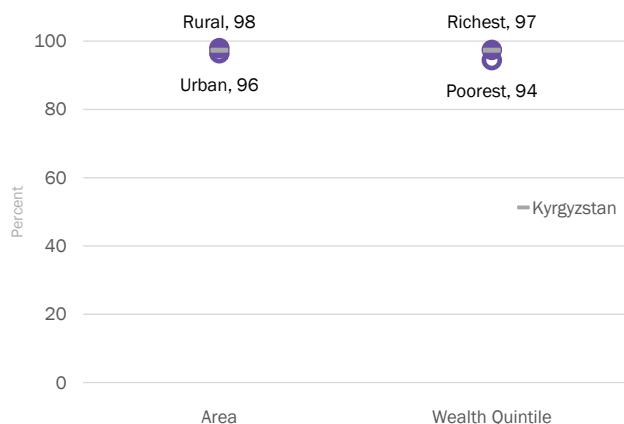 Rural, 98
Richest, 97
100
Urban, 96
Poorest, 94
80
60
Percent
Kyrgyzstan
40
20
0
Area
Wealth Quintile